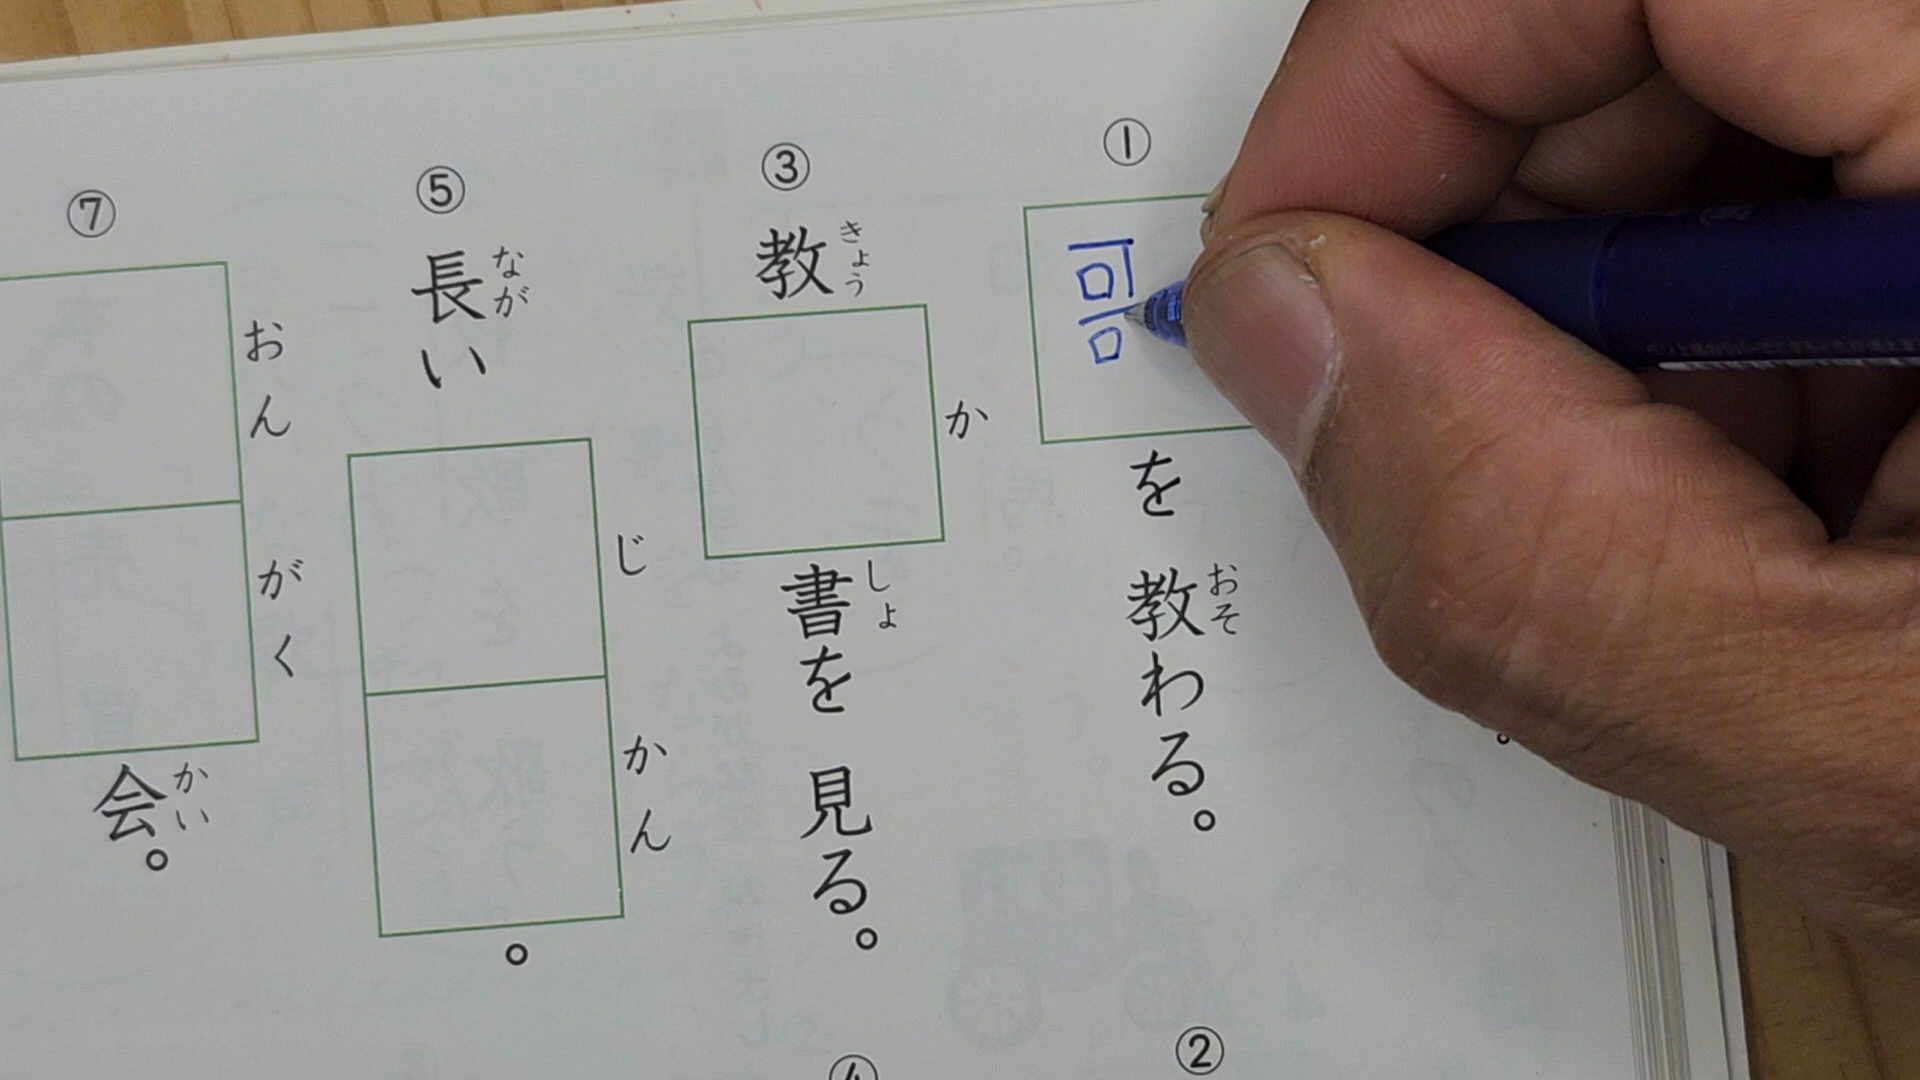 ①
を教わる。
おそ
③
教 書を見る。
きょう か しょ
⑤
長い 。
なが じかん
⑦
会。
おんがく かい
②
④